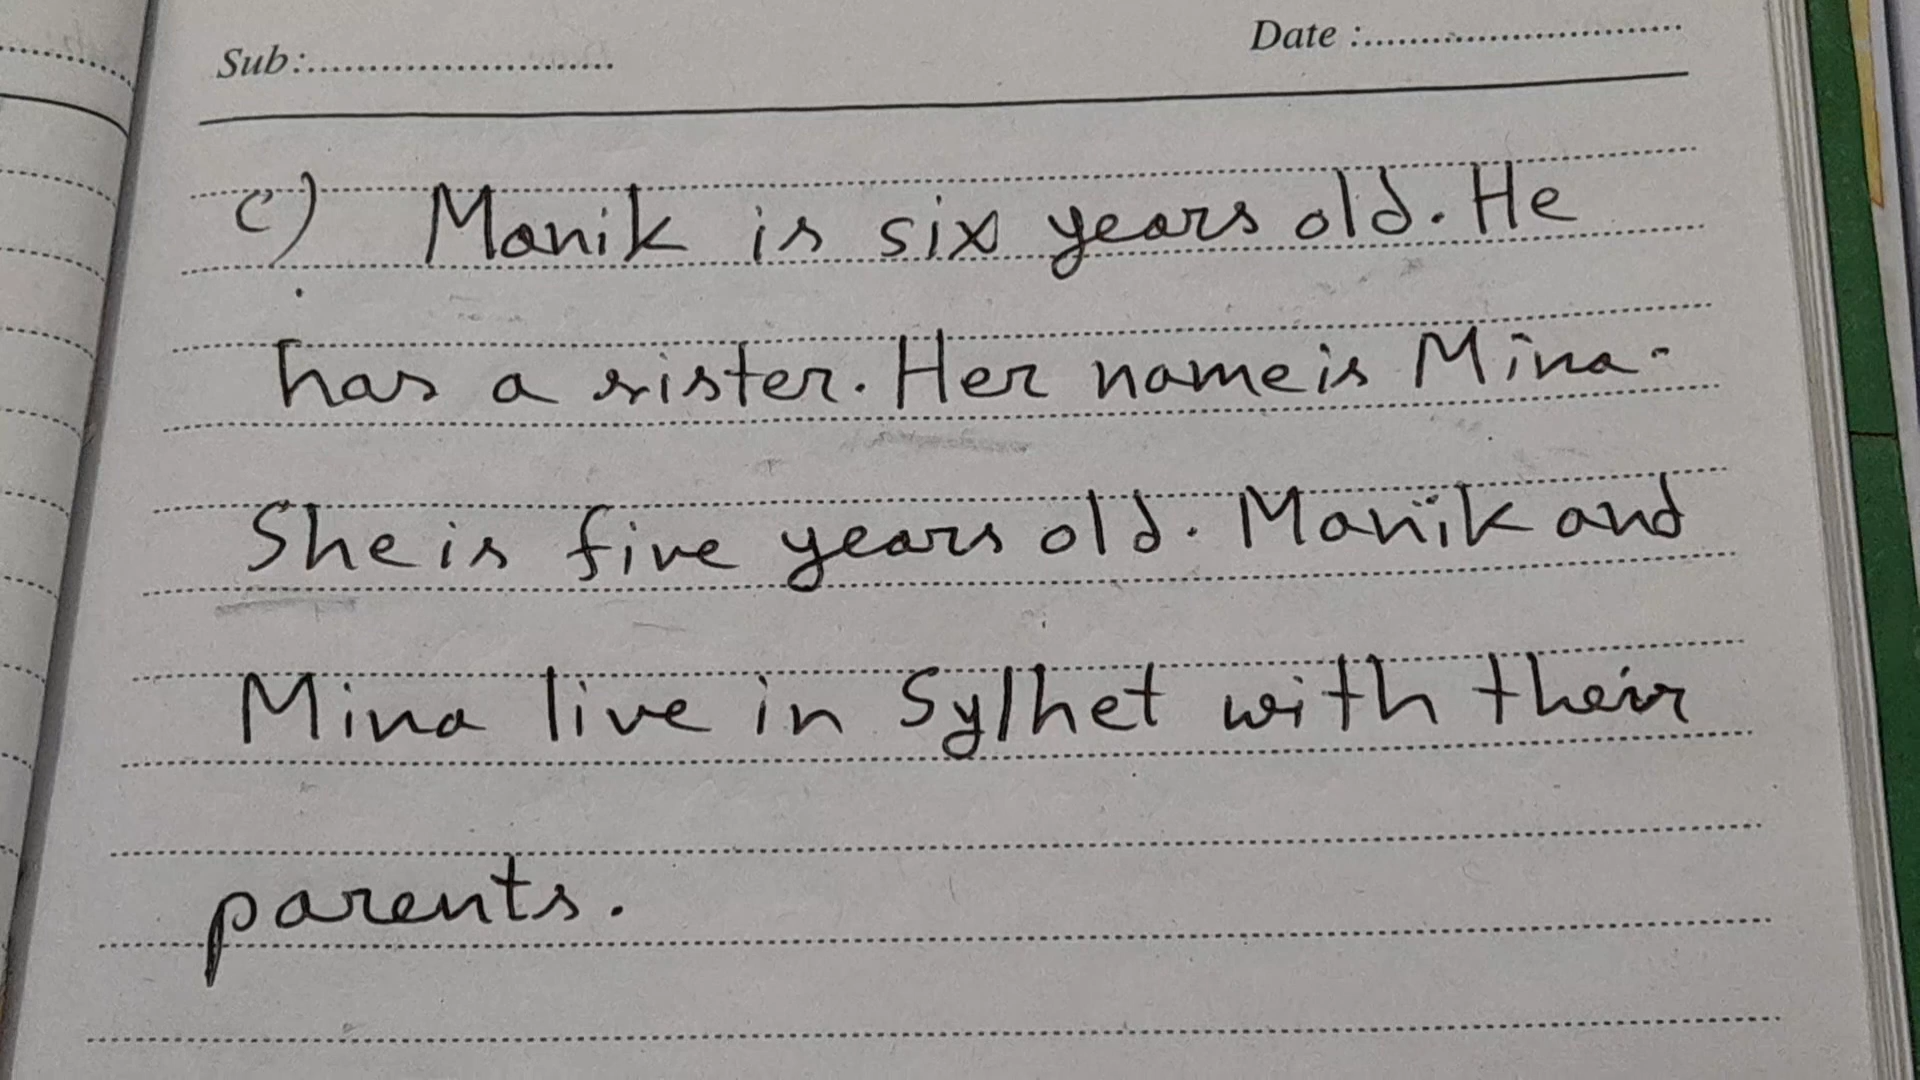 Sub:........................ Date :..............................
c) Manik is six years old. He
has a sister. Her name is Mina.
She is five years old. Manik and
Mina live in Sylhet with their
parents.